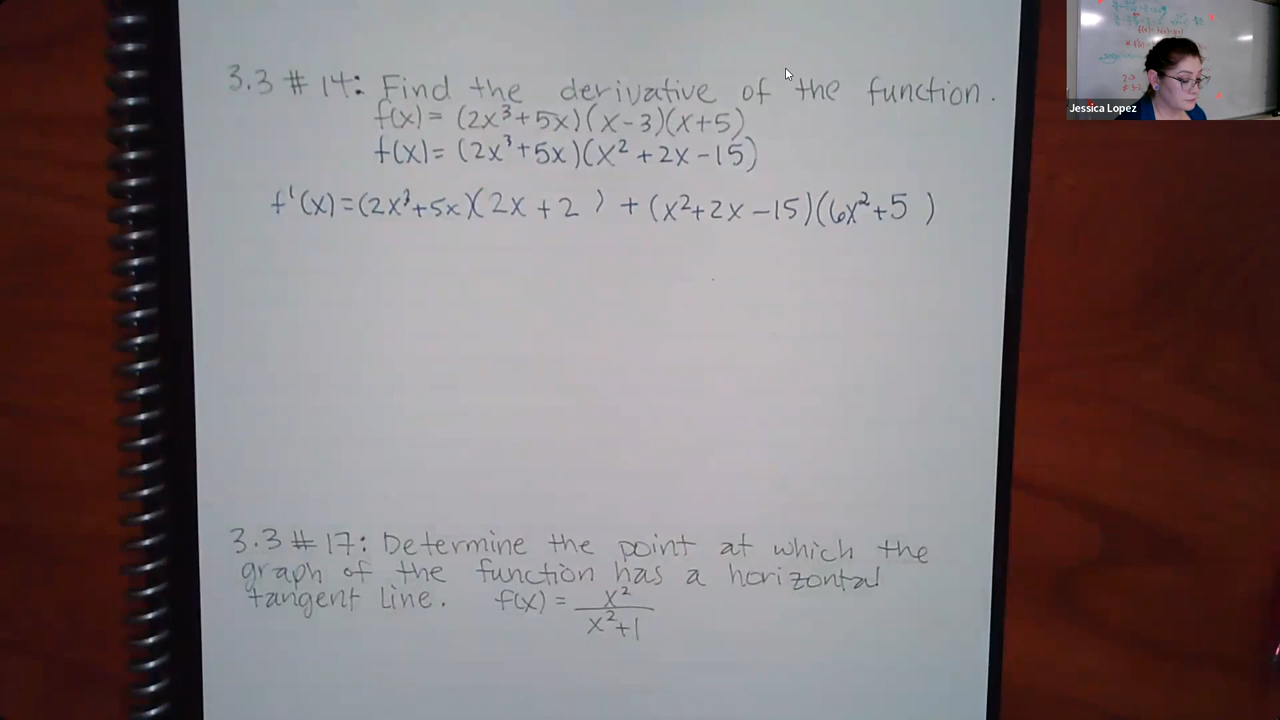 3.3 # 14: Find the derivative of the function.
f(x) = (2x³+5x)(x-3)(x+5)
f(x) = (2x³+5x)(x² +2x -15)
f'(x) = (2x³+5x)(2x + 2 ) + (x²+2x -15)(6x²+5 )
3.3 # 17: Determine the point at which the
graph of the function has a horizontal
tangent line. f(x) = x²/x²+1
Jessica Lopez